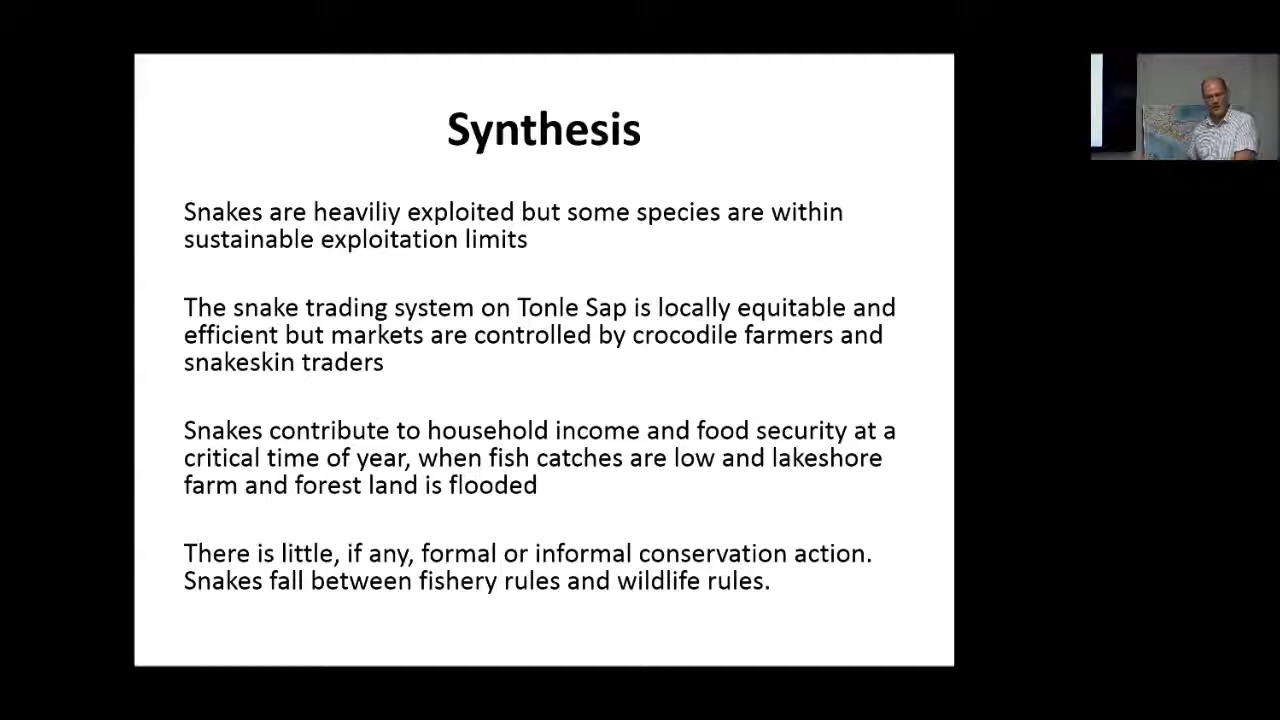 Synthesis
Snakes are heaviliy exploited but some species are within
sustainable exploitation limits
The snake trading system on Tonle Sap is locally equitable and
efficient but markets are controlled by crocodile farmers and
snakeskin traders
Snakes contribute to household income and food security at a
critical time of year, when fish catches are low and lakeshore
farm and forest land is flooded
There is little, if any, formal or informal conservation action.
Snakes fall between fishery rules and wildlife rules.